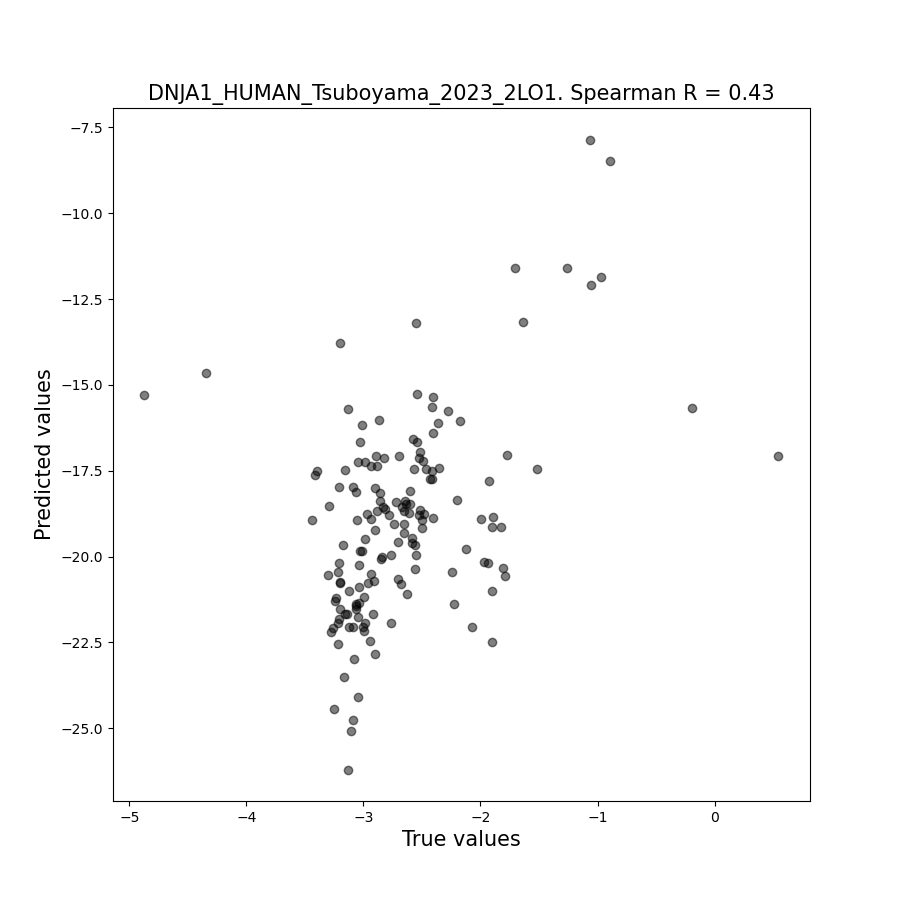 DNJA1_HUMAN_Tsuboyama_2023_2LO1. Spearman R = 0.43
−7.5
−10.0
−12.5
−15.0
−17.5
−20.0
−22.5
−25.0
Predicted values
−5 −4 −3 −2 −1 0
True values